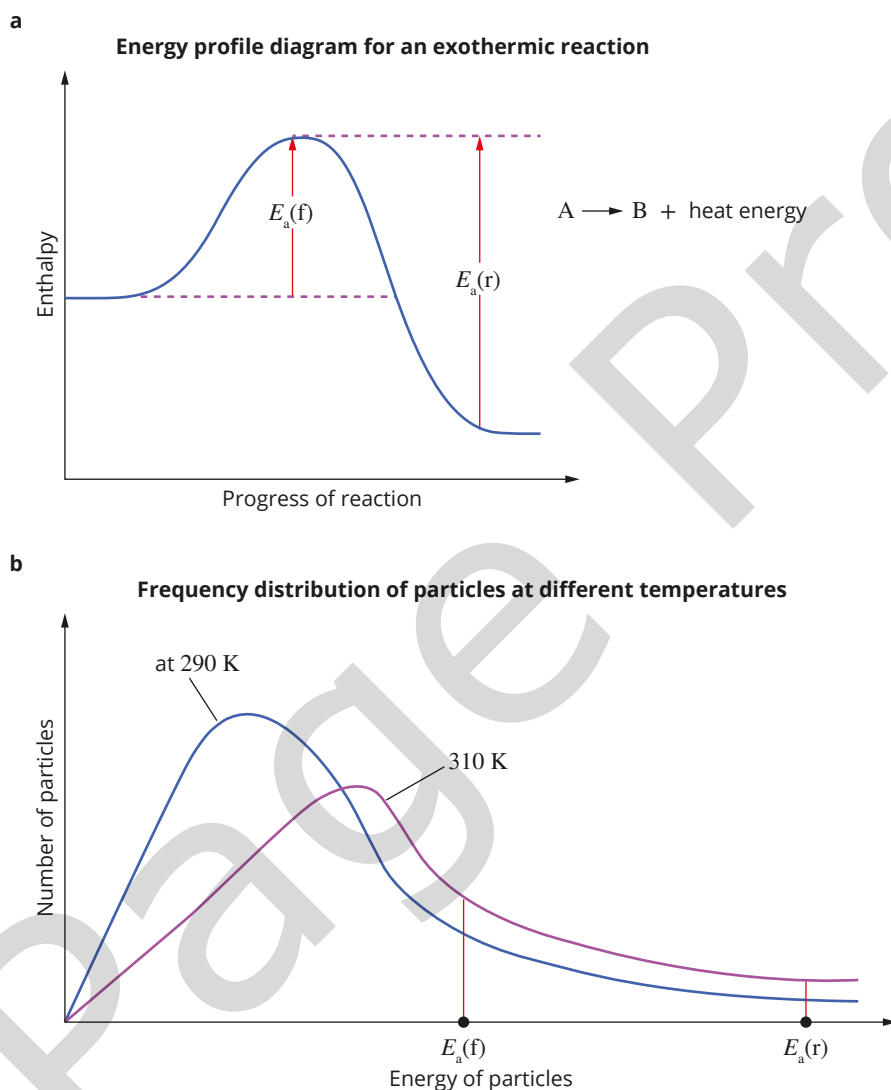 a
Energy profile diagram for an exothermic reaction
Enthalpy
Eₐ(f)
Eₐ(r)
A ⟶ B + heat energy
Progress of reaction
b
Frequency distribution of particles at different temperatures
Number of particles
at 290 K
310 K
Eₐ(f)
Eₐ(r)
Energy of particles
Page Pr